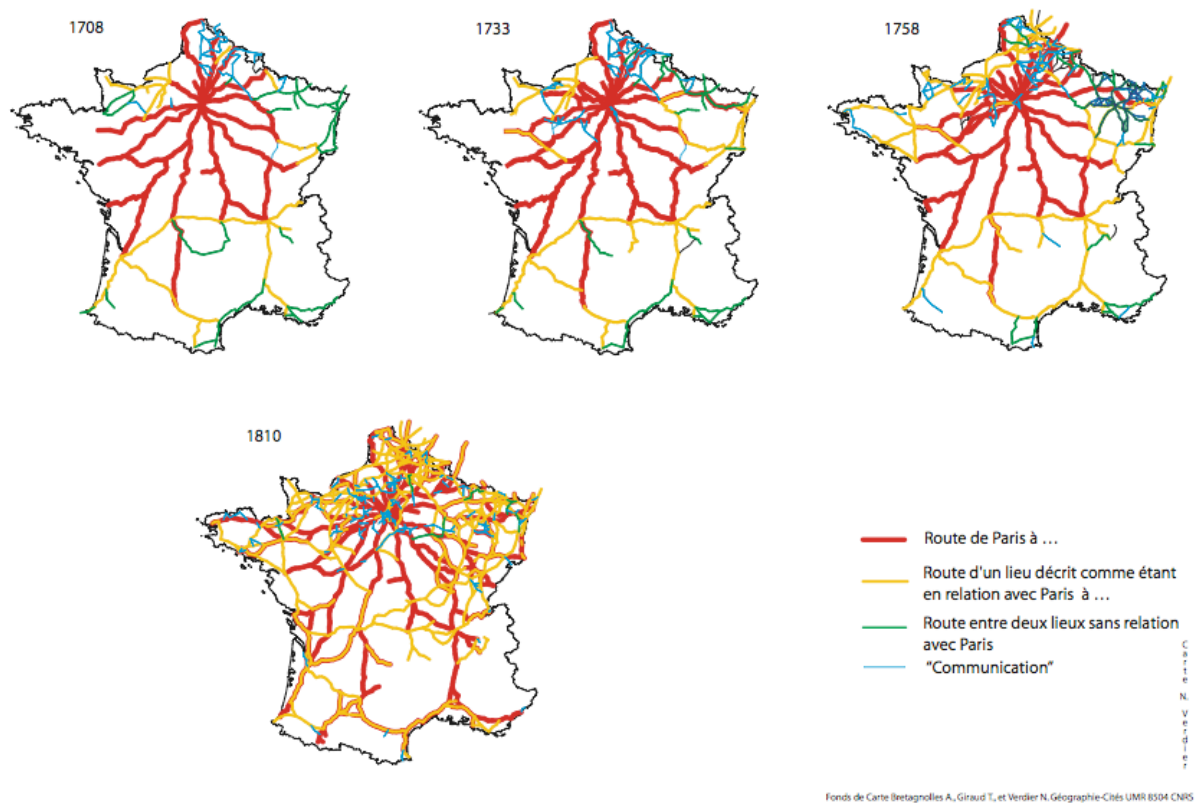 1708
1733
1758
1810
Route de Paris à ...
Route d'un lieu décrit comme étant
en relation avec Paris à ...
Route entre deux lieux sans relation
avec Paris
"Communication"
Carte N. Verdier
Fonds de Carte Bretagnolles A., Giraud T., et Verdier N. Géographie-Cités UMR 8504 CNRS